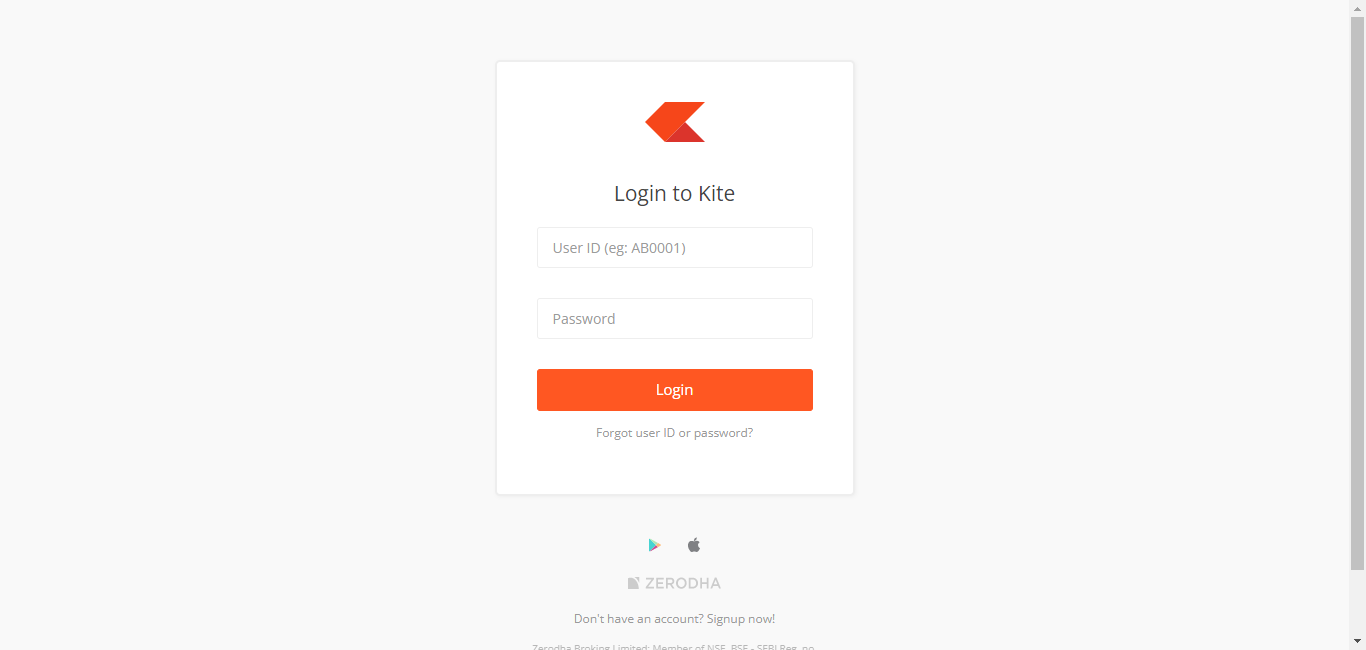 Login to Kite
User ID (eg: AB0001)
Password
Login
Forgot user ID or password?
ZERODHA
Don't have an account? Signup now!
Zerodha Broking Limited: Member of NSE, BSE - SEBI Reg. no